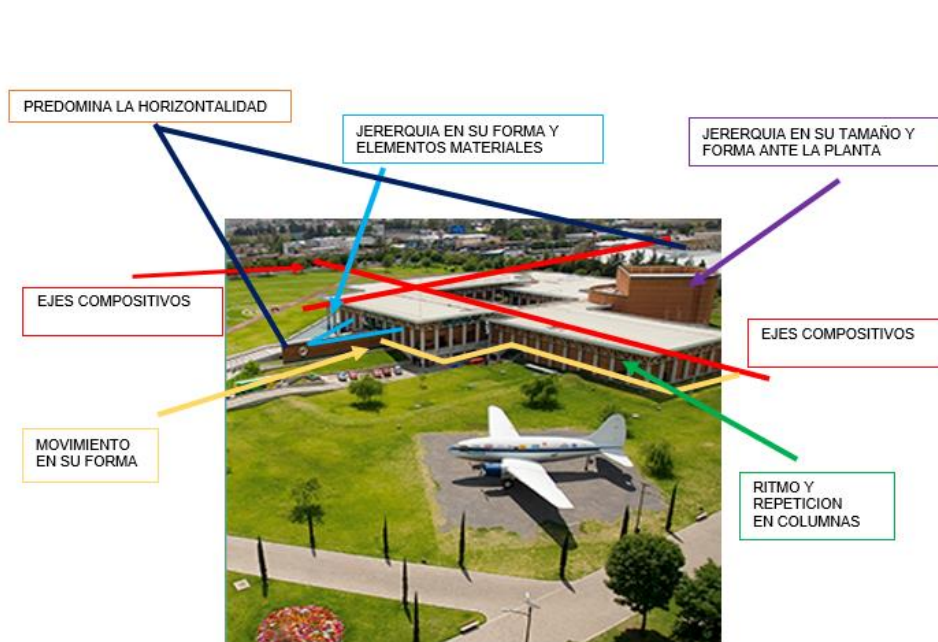 PREDOMINA LA HORIZONTALIDAD
JERERQUIA EN SU FORMA Y
ELEMENTOS MATERIALES
JERERQUIA EN SU TAMAÑO Y
FORMA ANTE LA PLANTA
EJES COMPOSITIVOS
EJES COMPOSITIVOS
MOVIMIENTO
EN SU FORMA
RITMO Y
REPETICION
EN COLUMNAS